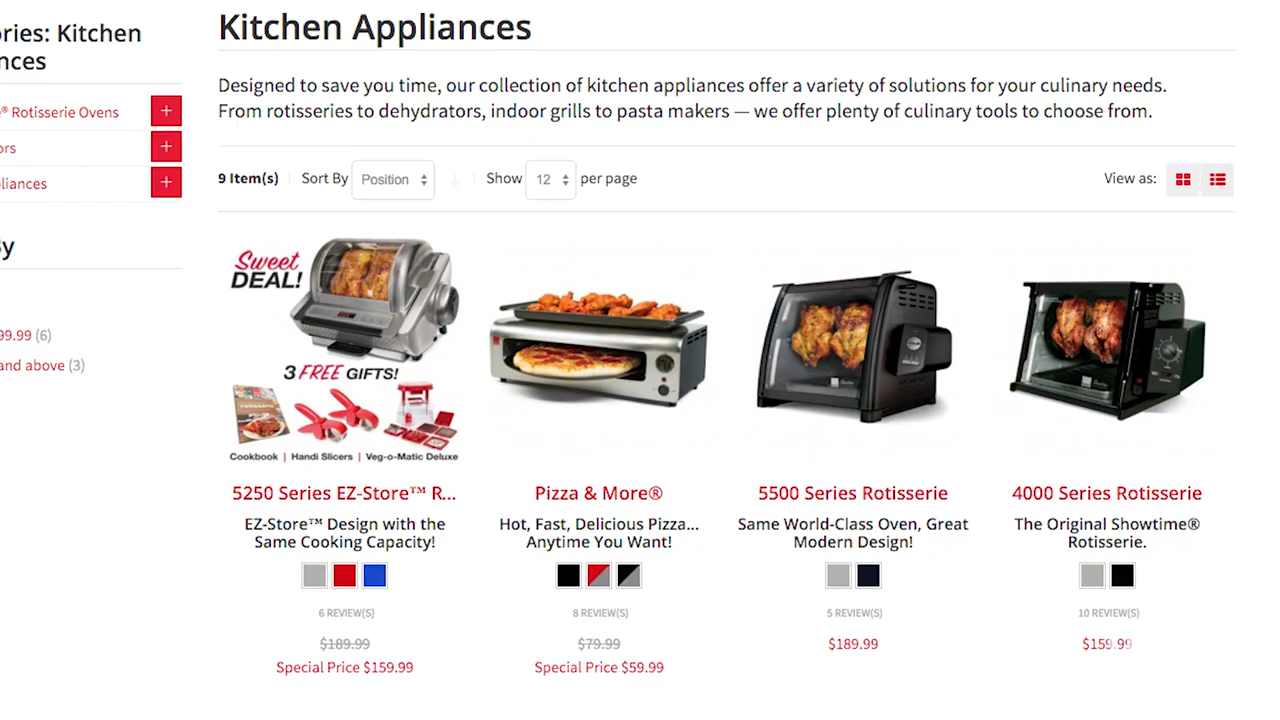 ries: Kitchen
nces
e® Rotisserie Ovens
+
rs
+
liances
+
By
99.99 (6)
and above (3)
Kitchen Appliances
Designed to save you time, our collection of kitchen appliances offer a variety of solutions for your culinary needs.
From rotisseries to dehydrators, indoor grills to pasta makers — we offer plenty of culinary tools to choose from.
9 Item(s) Sort By Position Show 12 per page View as:
Sweet
DEAL!
3 FREE GIFTS!
Cookbook | Handi Slicers | Veg-o-Matic Deluxe
5250 Series EZ-Store™ R...
EZ-Store™ Design with the
Same Cooking Capacity!
6 REVIEW(S)
$189.99
Special Price $159.99
Pizza & More®
Hot, Fast, Delicious Pizza...
Anytime You Want!
8 REVIEW(S)
$79.99
Special Price $59.99
5500 Series Rotisserie
Same World-Class Oven, Great
Modern Design!
5 REVIEW(S)
$189.99
4000 Series Rotisserie
The Original Showtime®
Rotisserie.
10 REVIEW(S)
$159.99